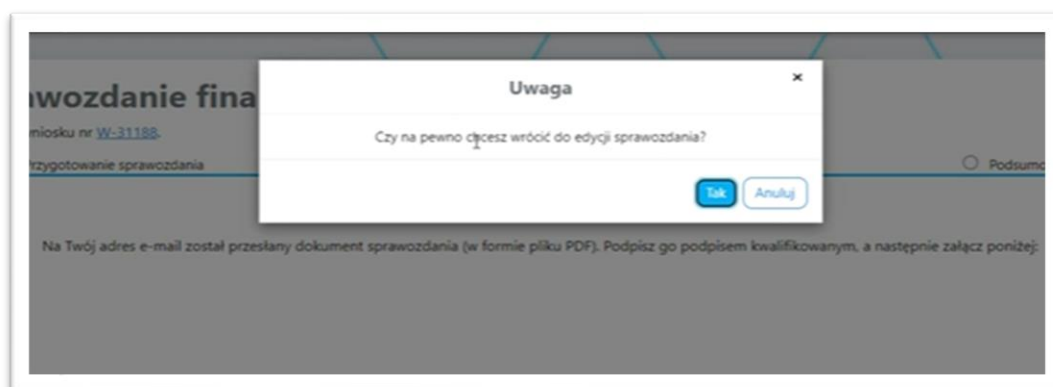 Uwaga
×
Czy na pewno chcesz wrócić do edycji sprawozdania?
Tak Anuluj
wozdanie fina
niosku nr W-31188.
rzygotowanie sprawozdania Podsumo
Na Twój adres e-mail został przesłany dokument sprawozdania (w formie pliku PDF). Podpisz go podpisem kwalifikowanym, a następnie załącz poniżej: